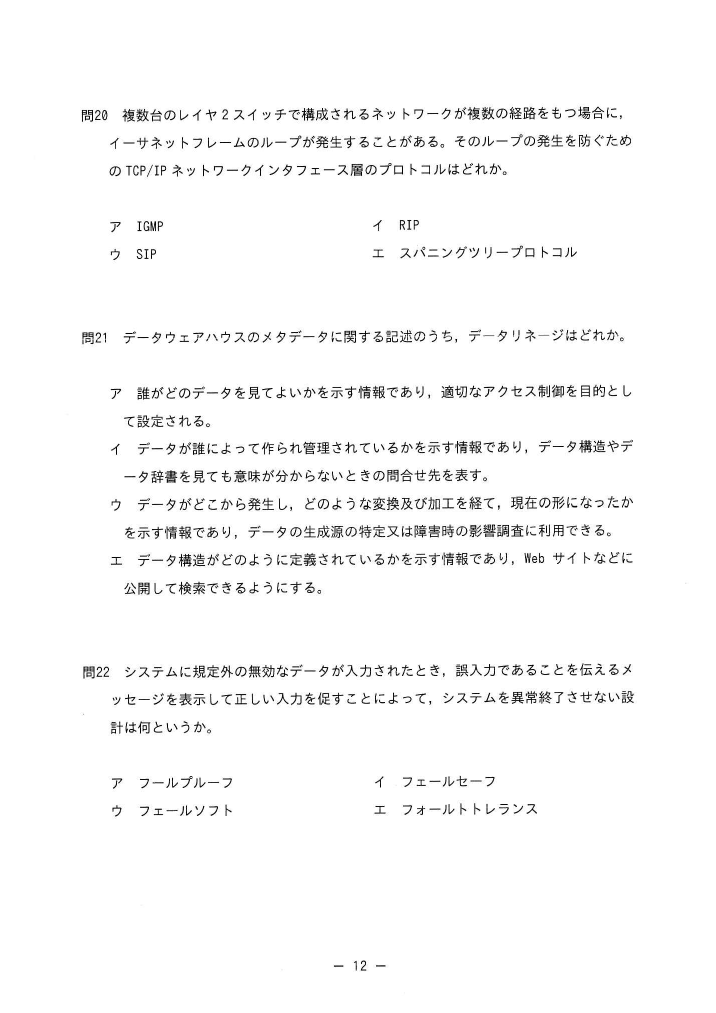 問20 複数台のレイヤ2スイッチで構成されるネットワークが複数の経路をもつ場合に，
イーサネットフレームのループが発生することがある。そのループの発生を防ぐため
の TCP/IP ネットワークインタフェース層のプロトコルはどれか。
ア IGMP イ RIP
ウ SIP エ スパニングツリープロトコル
問21 データウェアハウスのメタデータに関する記述のうち，データリネージはどれか。
ア 誰がどのデータを見てよいかを示す情報であり，適切なアクセス制御を目的とし
て設定される。
イ データが誰によって作られ管理されているかを示す情報であり，データ構造やデ
ータ辞書を見ても意味が分からないときの問合せ先を表す。
ウ データがどこから発生し，どのような変換及び加工を経て，現在の形になったか
を示す情報であり，データの生成源の特定又は障害時の影響調査に利用できる。
エ データ構造がどのように定義されているかを示す情報であり，Web サイトなどに
公開して検索できるようにする。
問22 システムに規定外の無効なデータが入力されたとき，誤入力であることを伝えるメ
ッセージを表示して正しい入力を促すことによって，システムを異常終了させない設
計は何というか。
ア フールプルーフ イ フェールセーフ
ウ フェールソフト エ フォールトトレランス
－ 12 －